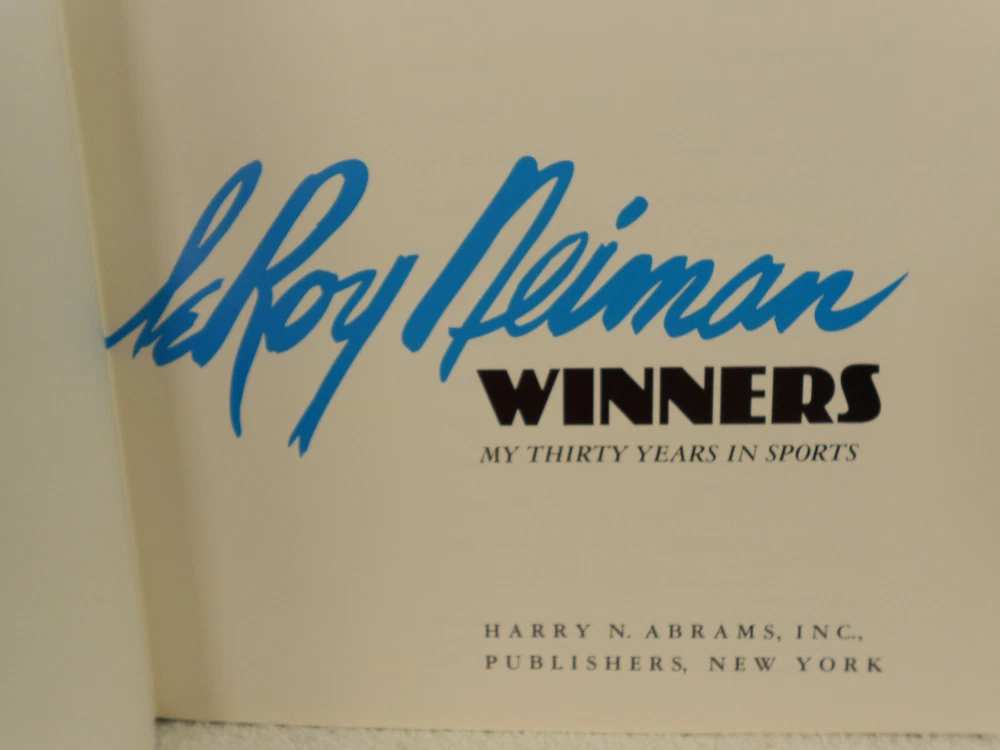 LeRoy Neiman
WINNERS
MY THIRTY YEARS IN SPORTS
HARRY N. ABRAMS, INC.,
PUBLISHERS, NEW YORK